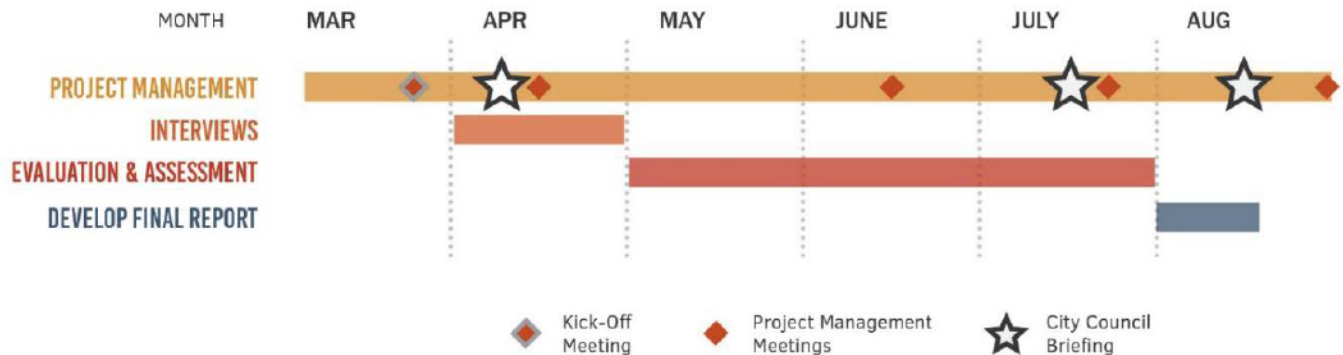 MONTH MAR APR MAY JUNE JULY AUG
PROJECT MANAGEMENT
INTERVIEWS
EVALUATION & ASSESSMENT
DEVELOP FINAL REPORT
Kick-Off
Meeting
Project Management
Meetings
City Council
Briefing